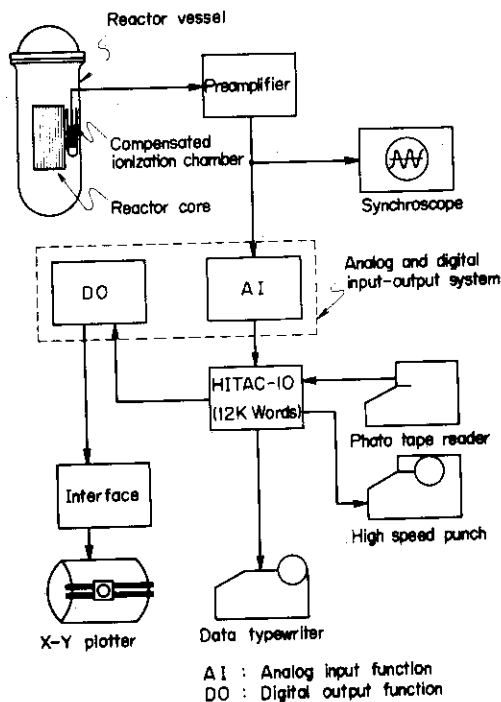 Reactor vessel
Preamplifier
Compensated
ionization chamber
Reactor core
Synchroscope
Analog and digital
input-output system
DO
AI
HITAC-10
(12K Words)
Photo tape reader
Interface
High speed punch
X-Y plotter
Data typewriter
AI : Analog input function
DO : Digital output function